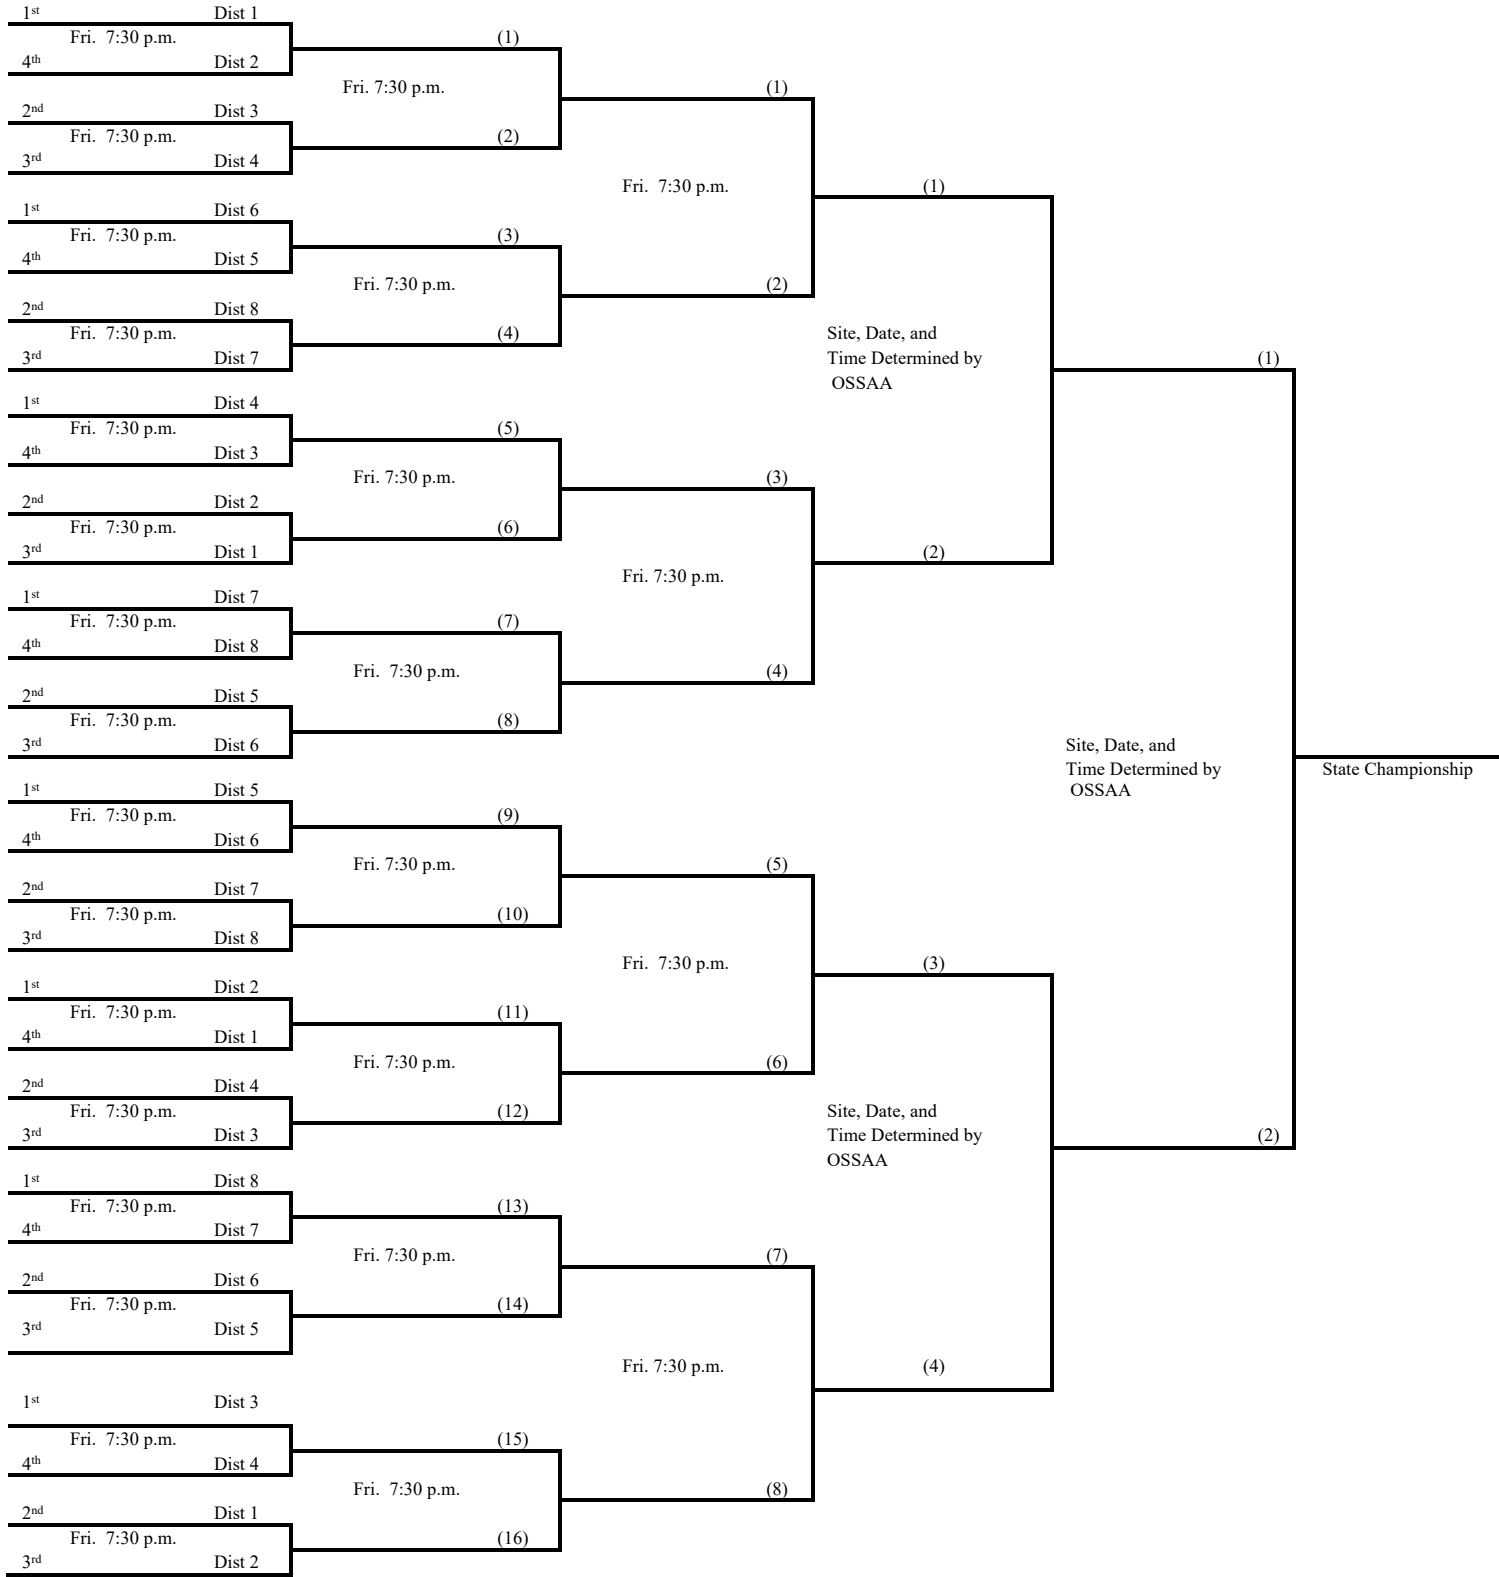 1st Dist 1
Fri. 7:30 p.m. (1)
4th Dist 2
Fri. 7:30 p.m. (1)
2nd Dist 3
Fri. 7:30 p.m. (2)
3rd Dist 4
Fri. 7:30 p.m. (1)
1st Dist 6
Fri. 7:30 p.m. (3)
4th Dist 5
Fri. 7:30 p.m. (2)
2nd Dist 8
Fri. 7:30 p.m. (4)
3rd Dist 7
Site, Date, and
Time Determined by
OSSAA
(1)
1st Dist 4
Fri. 7:30 p.m. (5)
4th Dist 3
Fri. 7:30 p.m. (3)
2nd Dist 2
Fri. 7:30 p.m. (6)
3rd Dist 1
(2)
Fri. 7:30 p.m.
1st Dist 7
Fri. 7:30 p.m. (7)
4th Dist 8
Fri. 7:30 p.m. (4)
2nd Dist 5
Fri. 7:30 p.m. (8)
3rd Dist 6
Site, Date, and
Time Determined by
OSSAA
State Championship
1st Dist 5
Fri. 7:30 p.m. (9)
4th Dist 6
Fri. 7:30 p.m. (5)
2nd Dist 7
Fri. 7:30 p.m. (10)
3rd Dist 8
Fri. 7:30 p.m. (3)
1st Dist 2
Fri. 7:30 p.m. (11)
4th Dist 1
Fri. 7:30 p.m. (6)
2nd Dist 4
Fri. 7:30 p.m. (12)
3rd Dist 3
Site, Date, and
Time Determined by
OSSAA
(2)
1st Dist 8
Fri. 7:30 p.m. (13)
4th Dist 7
Fri. 7:30 p.m. (7)
2nd Dist 6
Fri. 7:30 p.m. (14)
3rd Dist 5
Fri. 7:30 p.m. (4)
1st Dist 3
Fri. 7:30 p.m. (15)
4th Dist 4
Fri. 7:30 p.m. (8)
2nd Dist 1
Fri. 7:30 p.m. (16)
3rd Dist 2